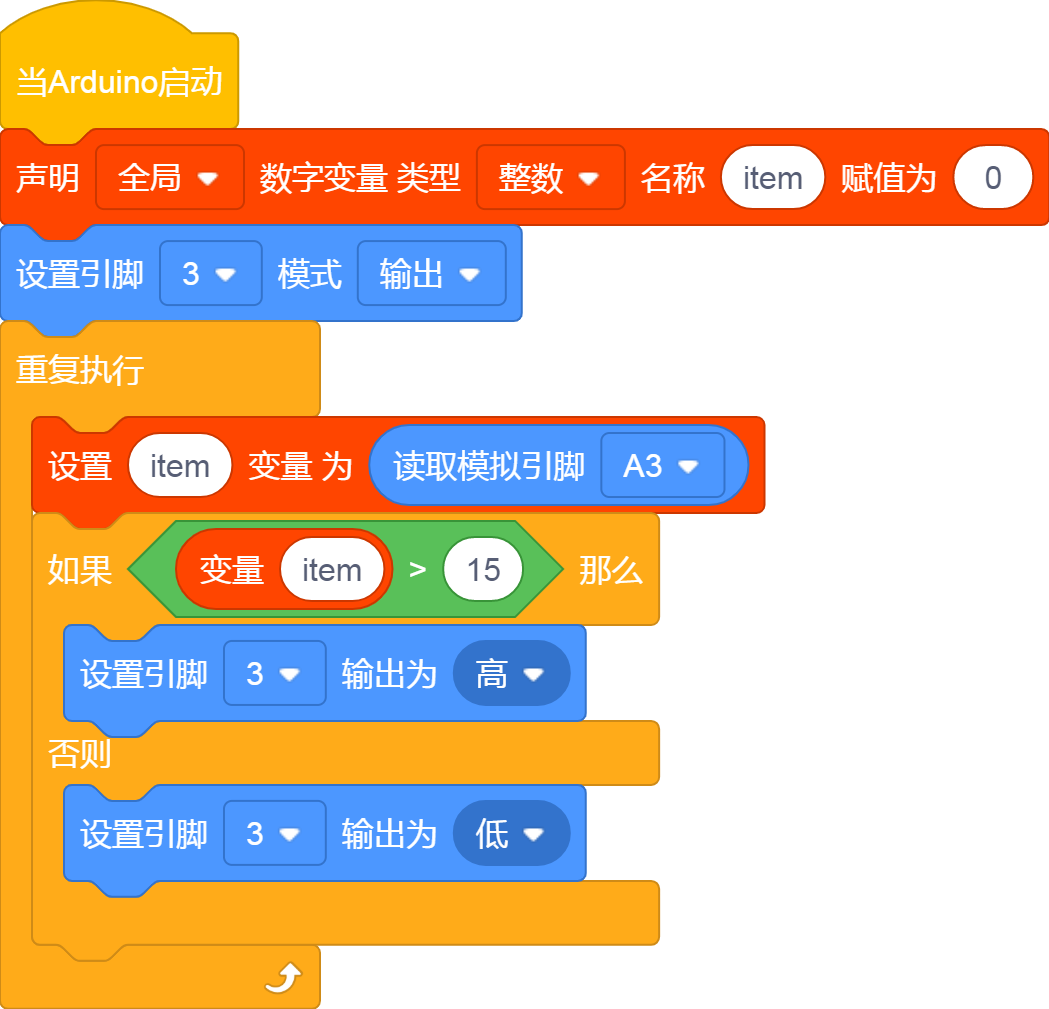 当Arduino启动
声明 全局 数字变量 类型 整数 名称 item 赋值为 0
设置引脚 3 模式 输出
重复执行
设置 item 变量 为 读取模拟引脚 A3
如果 变量 item > 15 那么
设置引脚 3 输出为 高
否则
设置引脚 3 输出为 低